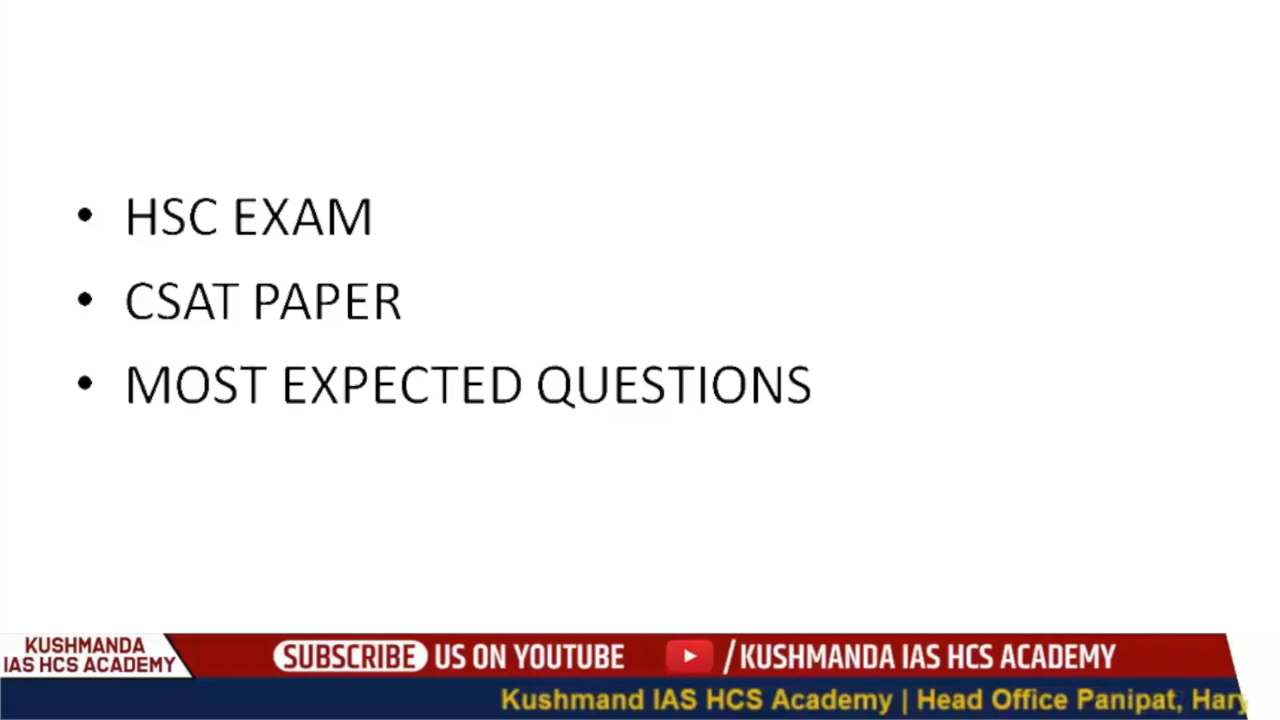 • HSC EXAM
• CSAT PAPER
• MOST EXPECTED QUESTIONS
KUSHMANDA
IAS HCS ACADEMY
SUBSCRIBE US ON YOUTUBE /KUSHMANDA IAS HCS ACADEMY
Kushmand IAS HCS Academy | Head Office Panipat, Hary